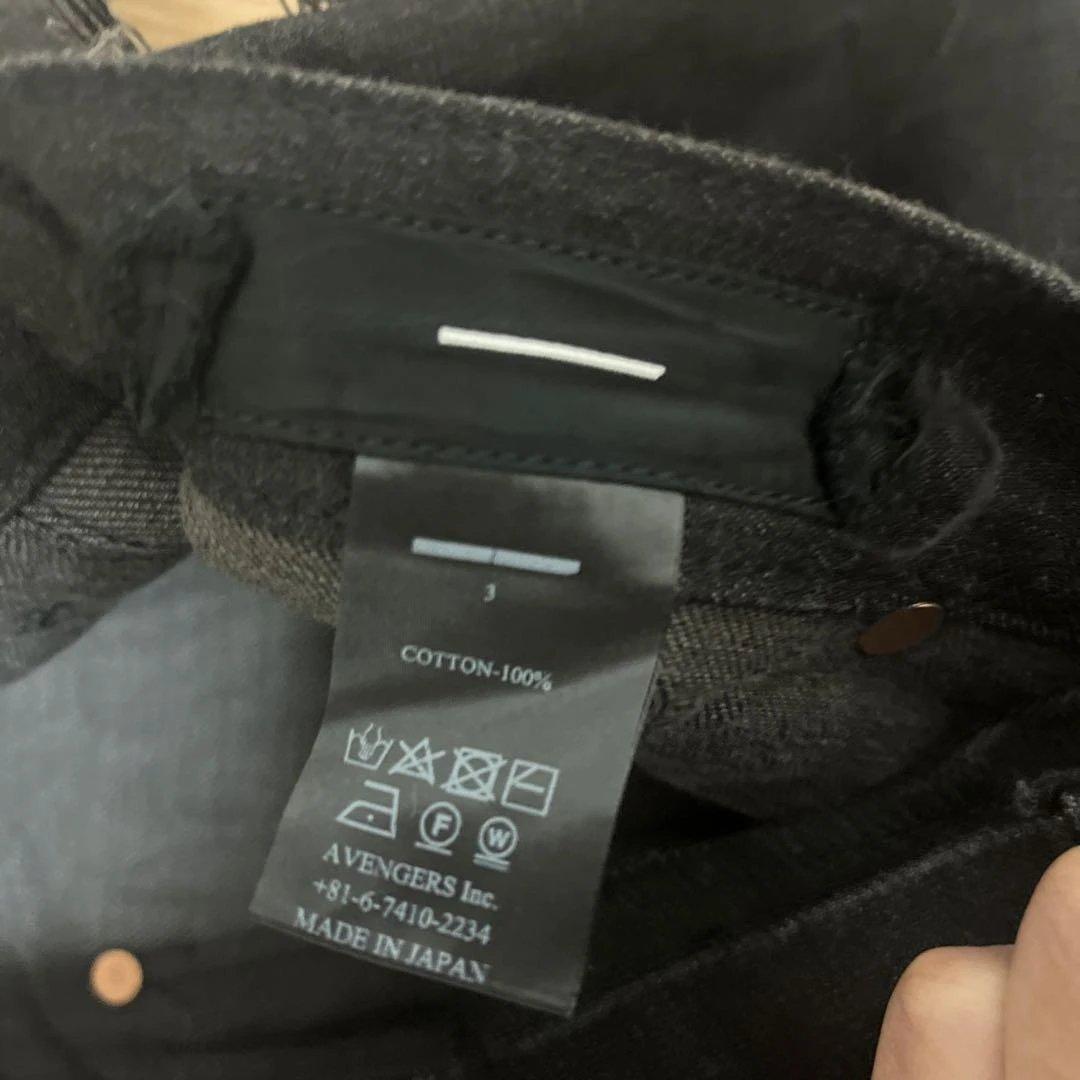 3
COTTON-100%
F W
AVENGERS Inc.
+81-6-7410-2234
MADE IN JAPAN